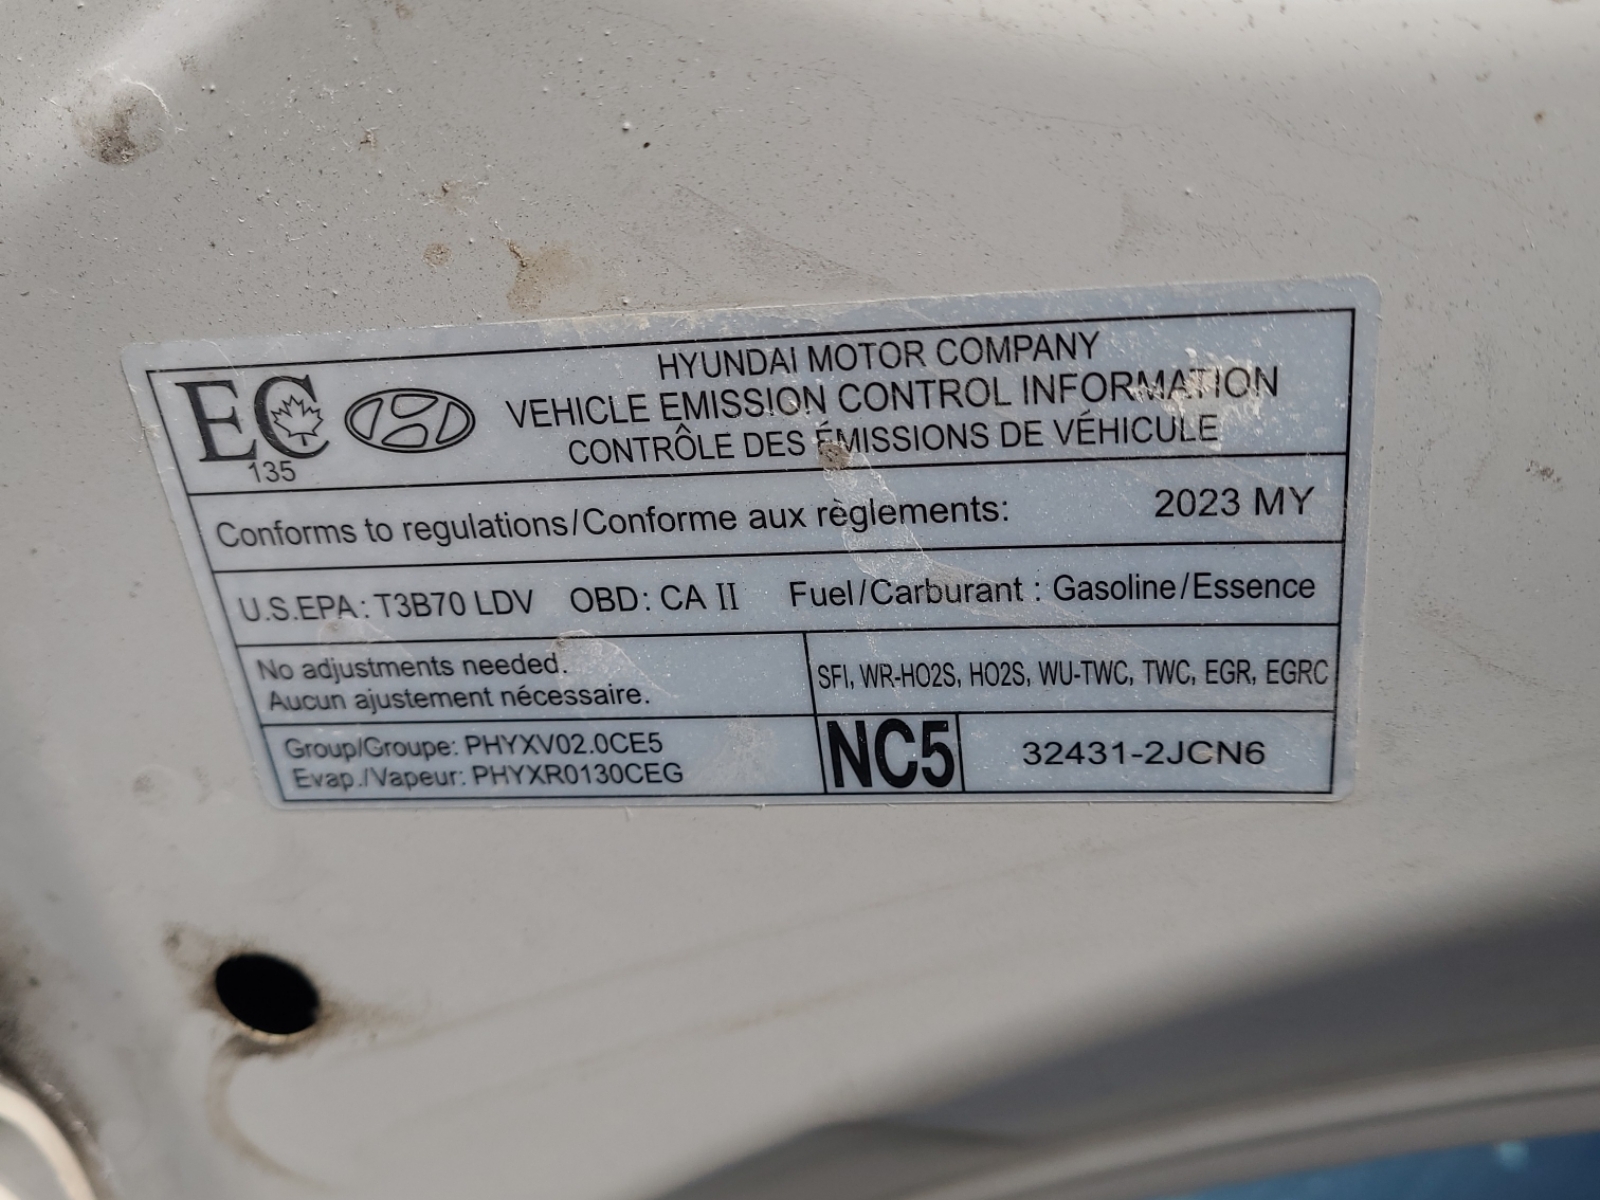 EC
135
HYUNDAI MOTOR COMPANY
VEHICLE EMISSION CONTROL INFORMATION
CONTRÔLE DES ÉMISSIONS DE VÉHICULE
Conforms to regulations/Conforme aux règlements: 2023 MY
U.S.EPA: T3B70 LDV OBD: CA II Fuel/Carburant : Gasoline/Essence
No adjustments needed.
Aucun ajustement nécessaire.
SFI, WR-HO2S, HO2S, WU-TWC, TWC, EGR, EGRC
Group/Groupe: PHYXV02.0CE5
Evap./Vapeur: PHYXR0130CEG
NC5
32431-2JCN6